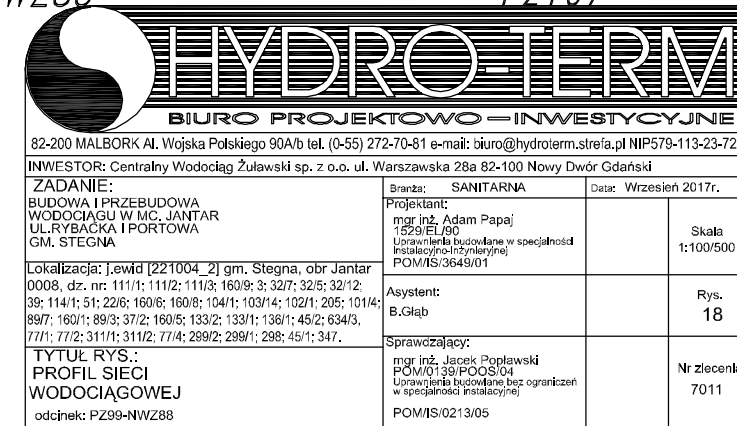 HYDRO-TERM
BIURO PROJEKTOWO-INWESTYCYJNE
82-200 MALBORK Al. Wojska Polskiego 90A/b tel. (0-55) 272-70-81 e-mail: biuro@hydroterm.strefa.pl NIP579-113-23-72
INWESTOR: Centralny Wodociąg Żuławski sp. z o.o. ul. Warszawska 28a 82-100 Nowy Dwór Gdański
ZADANIE:
BUDOWA I PRZEBUDOWA
WODOCIĄGU W MC. JANTAR
UL.RYBACKA I PORTOWA
GM. STEGNA
Lokalizacja: j.ewid [221004_2] gm. Stegna, obr Jantar
0008, dz. nr: 111/1; 111/2; 111/3; 160/9; 3; 32/7; 32/5; 32/12;
39; 114/1; 51; 22/6; 160/6; 160/8; 104/1; 103/14; 102/1; 205; 101/4;
89/7; 160/1; 89/3; 37/2; 160/5; 133/2; 133/1; 136/1; 45/2; 634/3,
77/1; 77/2; 311/1; 311/2; 77/4; 299/2; 299/1; 298; 45/1; 347.
TYTUŁ RYS.:
PROFIL SIECI
WODOCIĄGOWEJ
odcinek: PZ99-NWZ88
Branża: SANITARNA
Data: Wrzesień 2017r.
Projektant:
mgr inż. Adam Papaj
1529/EL/90
Uprawnienia budowlane w specjalności
Instalacyjno-Inżynieryjnej
POM/IS/3649/01
Skala
1:100/500
Asystent:
B.Głąb
Rys.
18
Sprawdzający:
mgr inż. Jacek Popławski
POM/0139/POOS/04
Uprawnienia budowlane bez ograniczeń
w specjalności instalacyjnej
POM/IS/0213/05
Nr zlecenia
7011